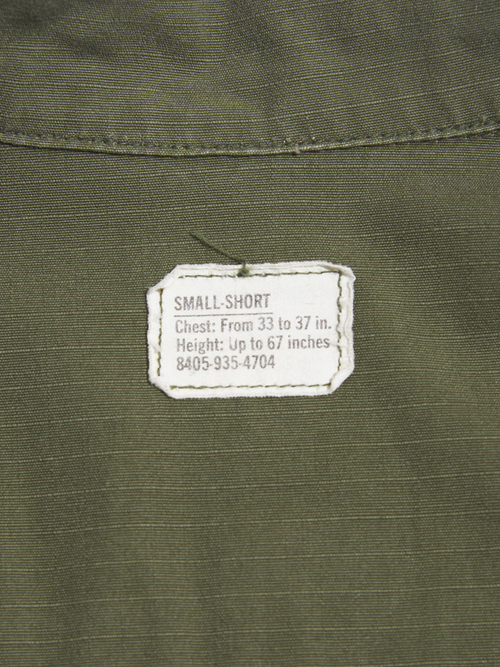 SMALL-SHORT
Chest: From 33 to 37 in.
Height: Up to 67 inches
8405-935-4704